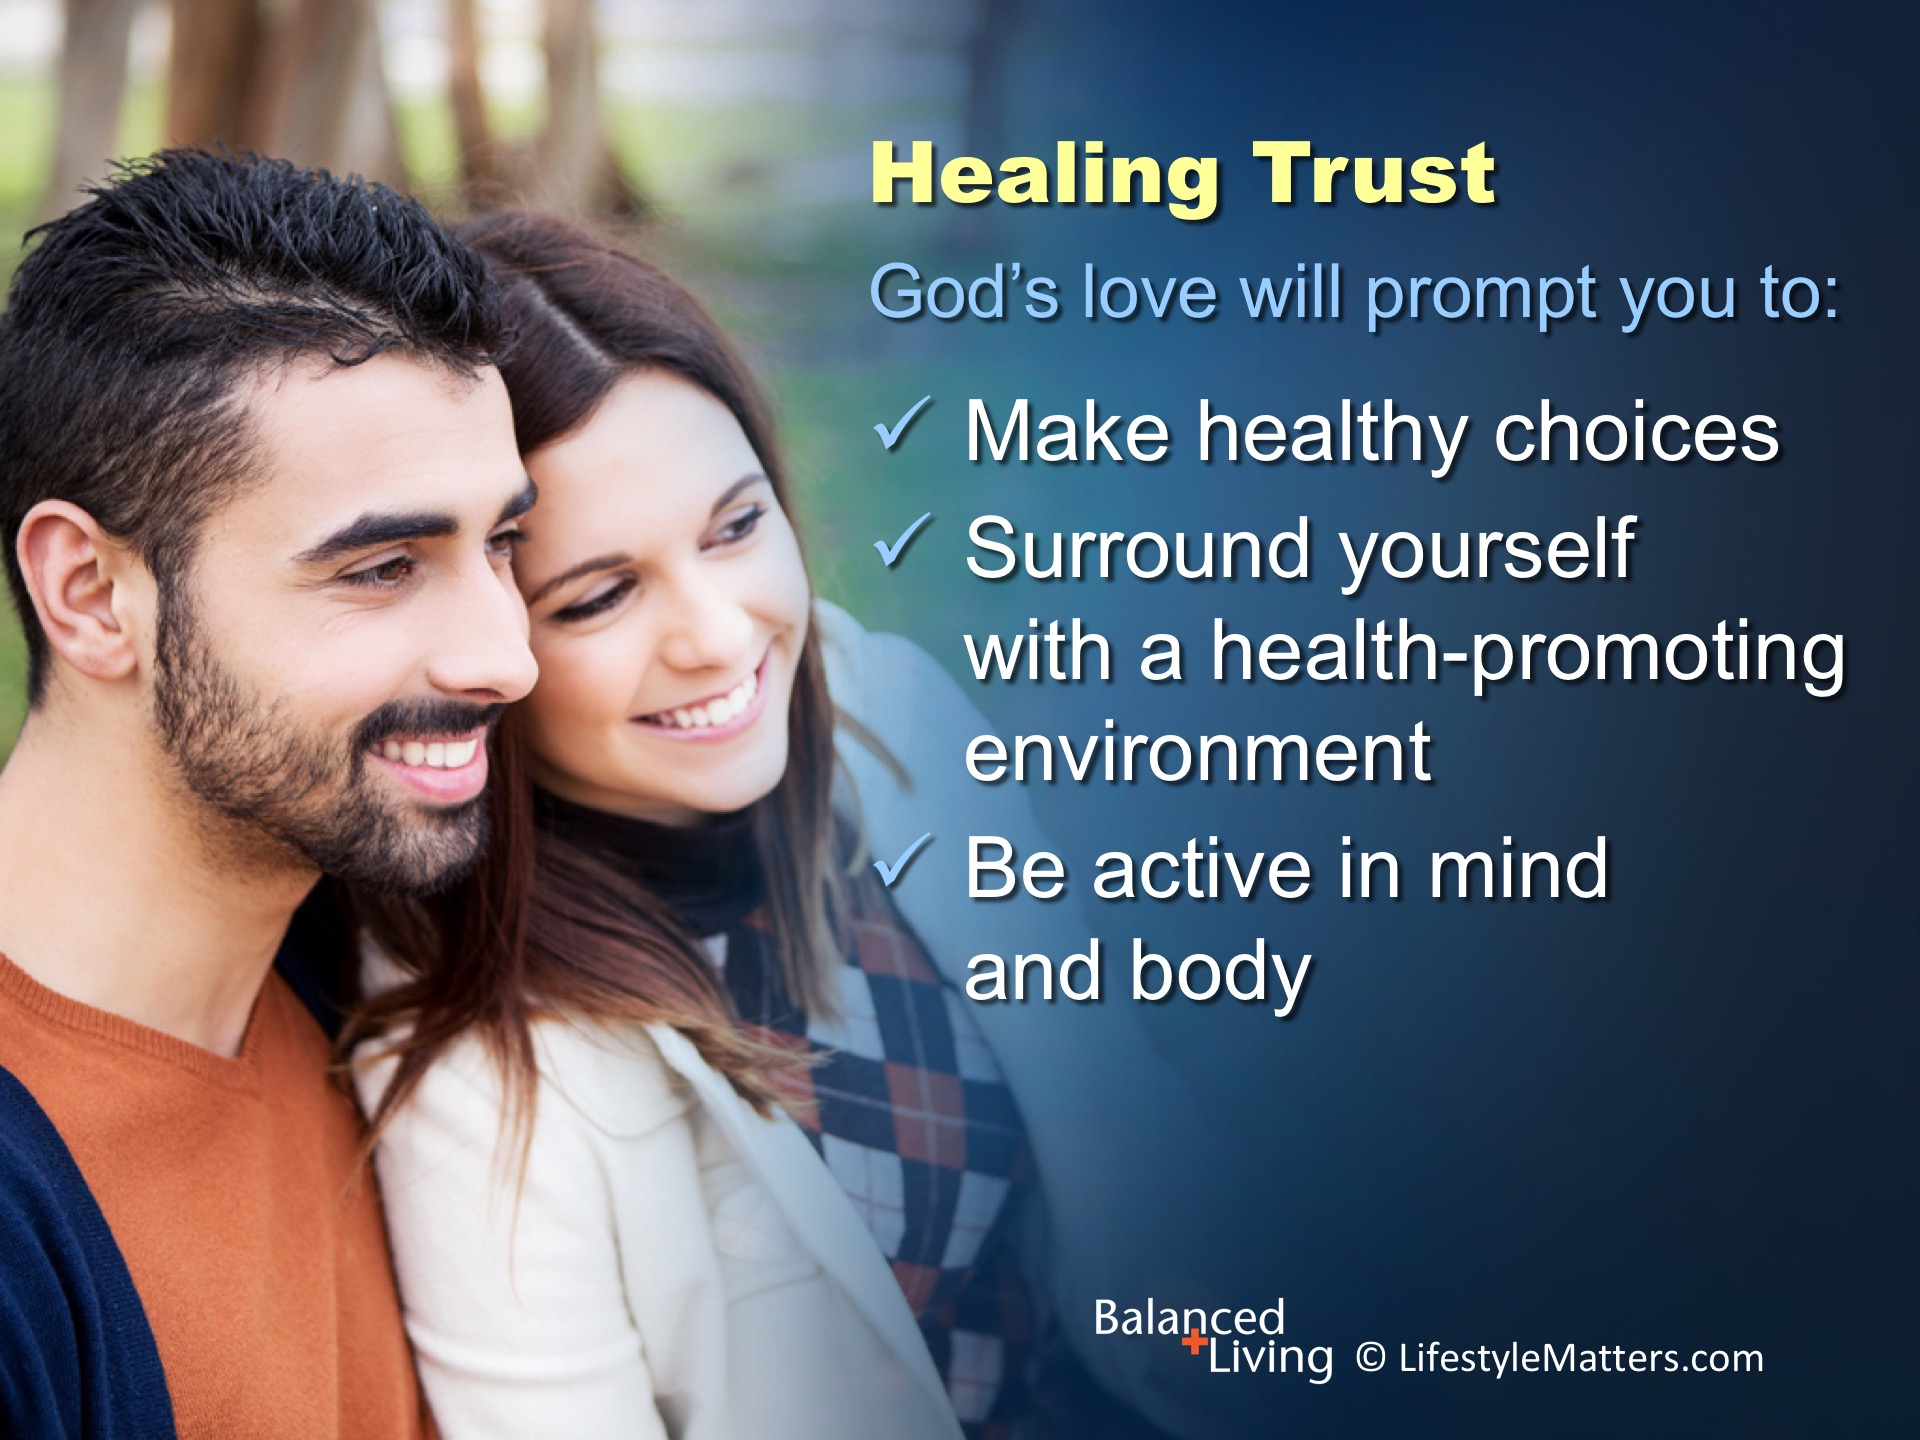 Healing Trust
God’s love will prompt you to:
✓ Make healthy choices
✓ Surround yourself
with a health-promoting
environment
✓ Be active in mind
and body
Balanced
+Living © LifestyleMatters.com